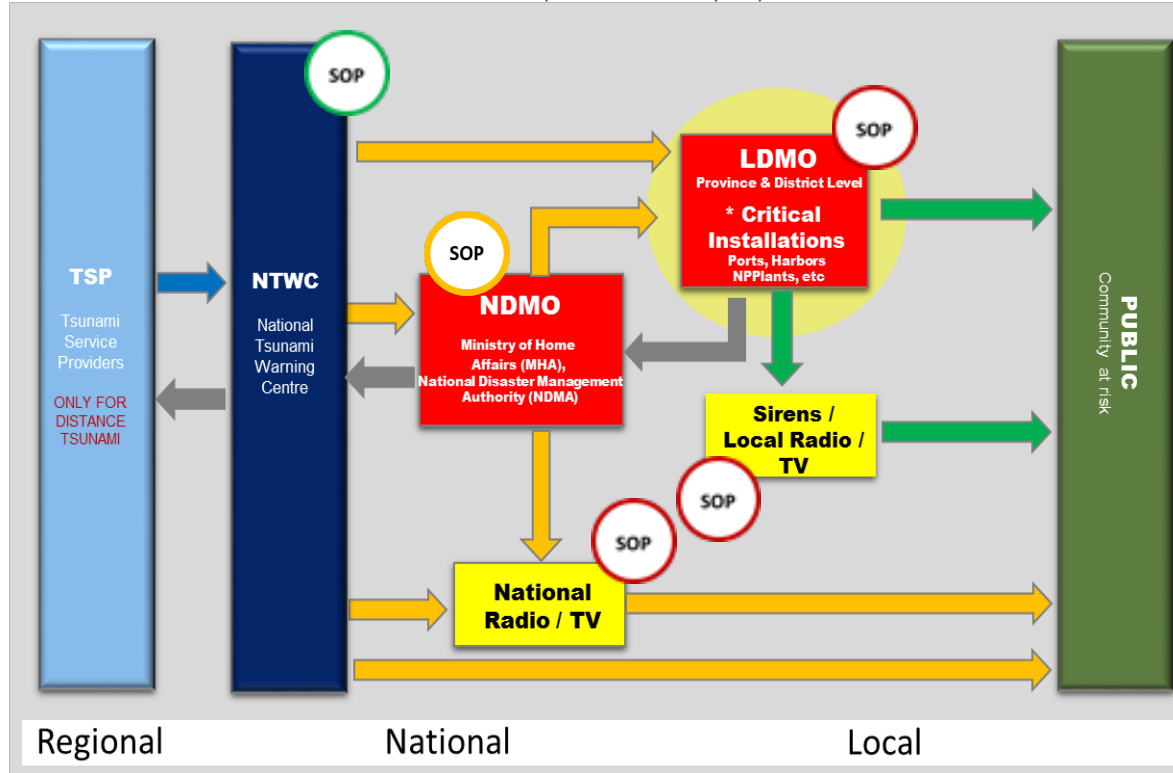 SOP
SOP
LDMO
Province & District Level
* Critical
Installations
Ports, Harbors
NPPlants, etc
SOP
TSP
Tsunami
Service
Providers
ONLY FOR
DISTANCE
TSUNAMI
NTWC
National
Tsunami
Warning
Centre
NDMO
Ministry of Home
Affairs (MHA),
National Disaster Management
Authority (NDMA)
PUBLIC
Community at risk
Sirens /
Local Radio /
TV
SOP
SOP
National
Radio / TV
Regional
National
Local